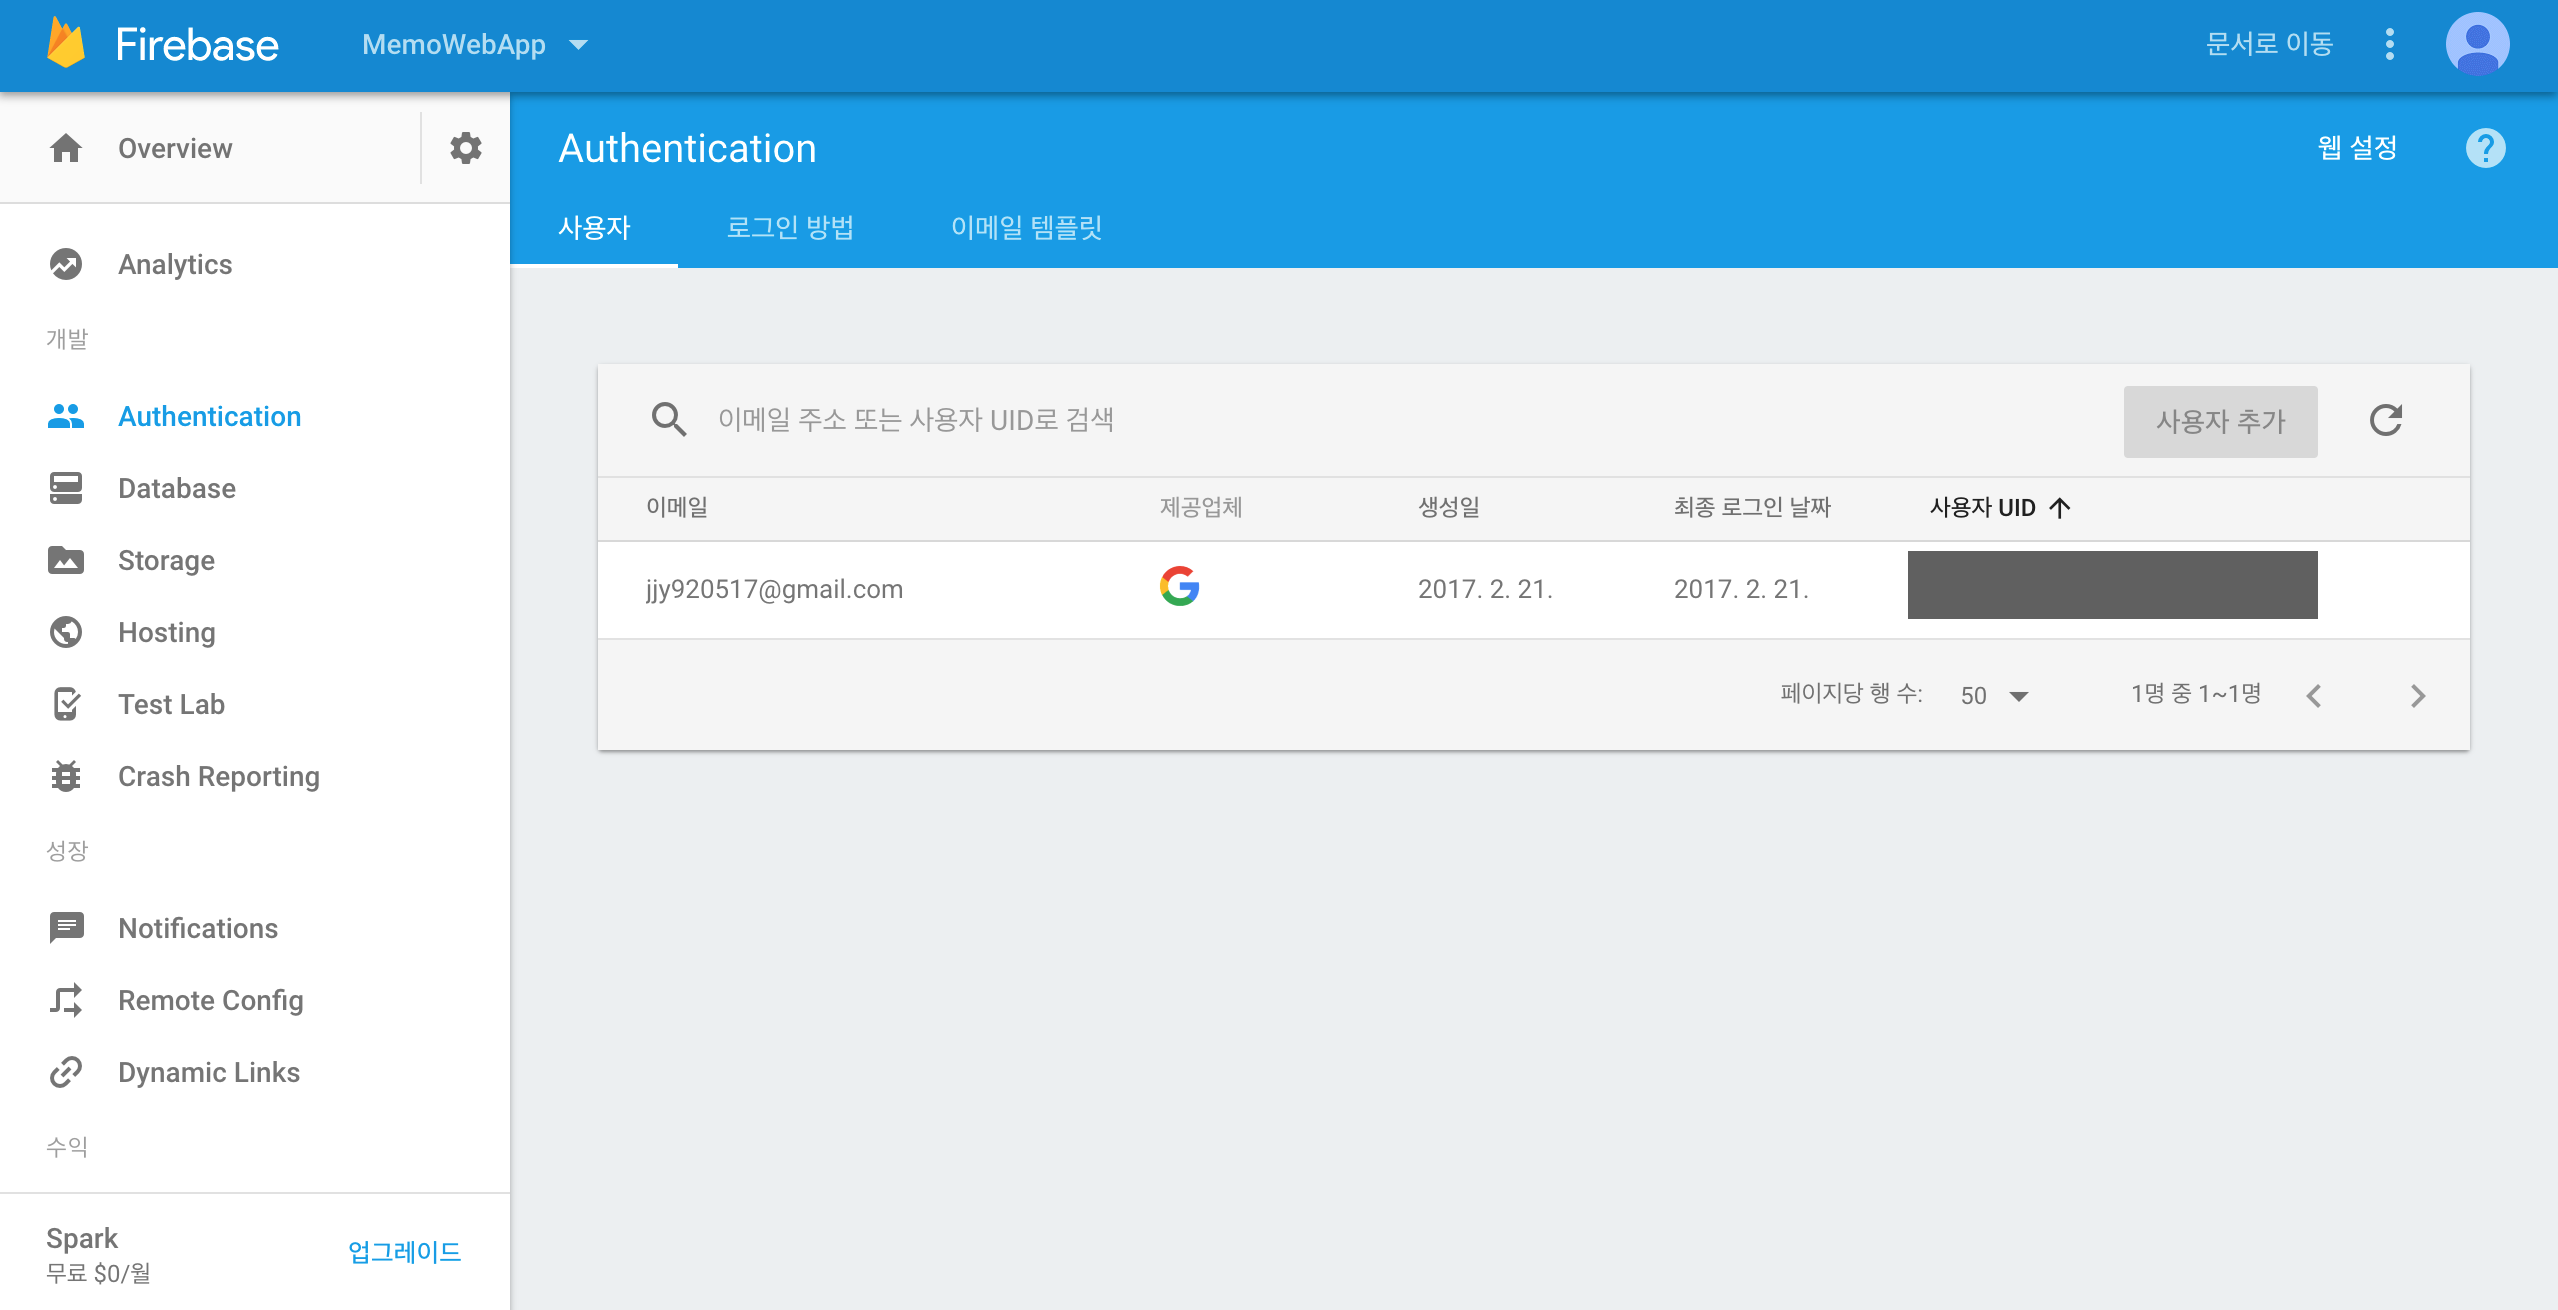 Firebase
MemoWebApp
문서로 이동
Overview
Authentication
웹 설정
사용자
로그인 방법
이메일 템플릿
Analytics
개발
Authentication
Database
Storage
Hosting
Test Lab
Crash Reporting
성장
Notifications
Remote Config
Dynamic Links
수익
Spark
무료 $0/월
업그레이드
이메일 주소 또는 사용자 UID로 검색
사용자 추가
이메일 제공업체 생성일 최종 로그인 날짜 사용자 UID
jjy920517@gmail.com 2017. 2. 21. 2017. 2. 21.
페이지당 행 수: 50 1명 중 1~1명